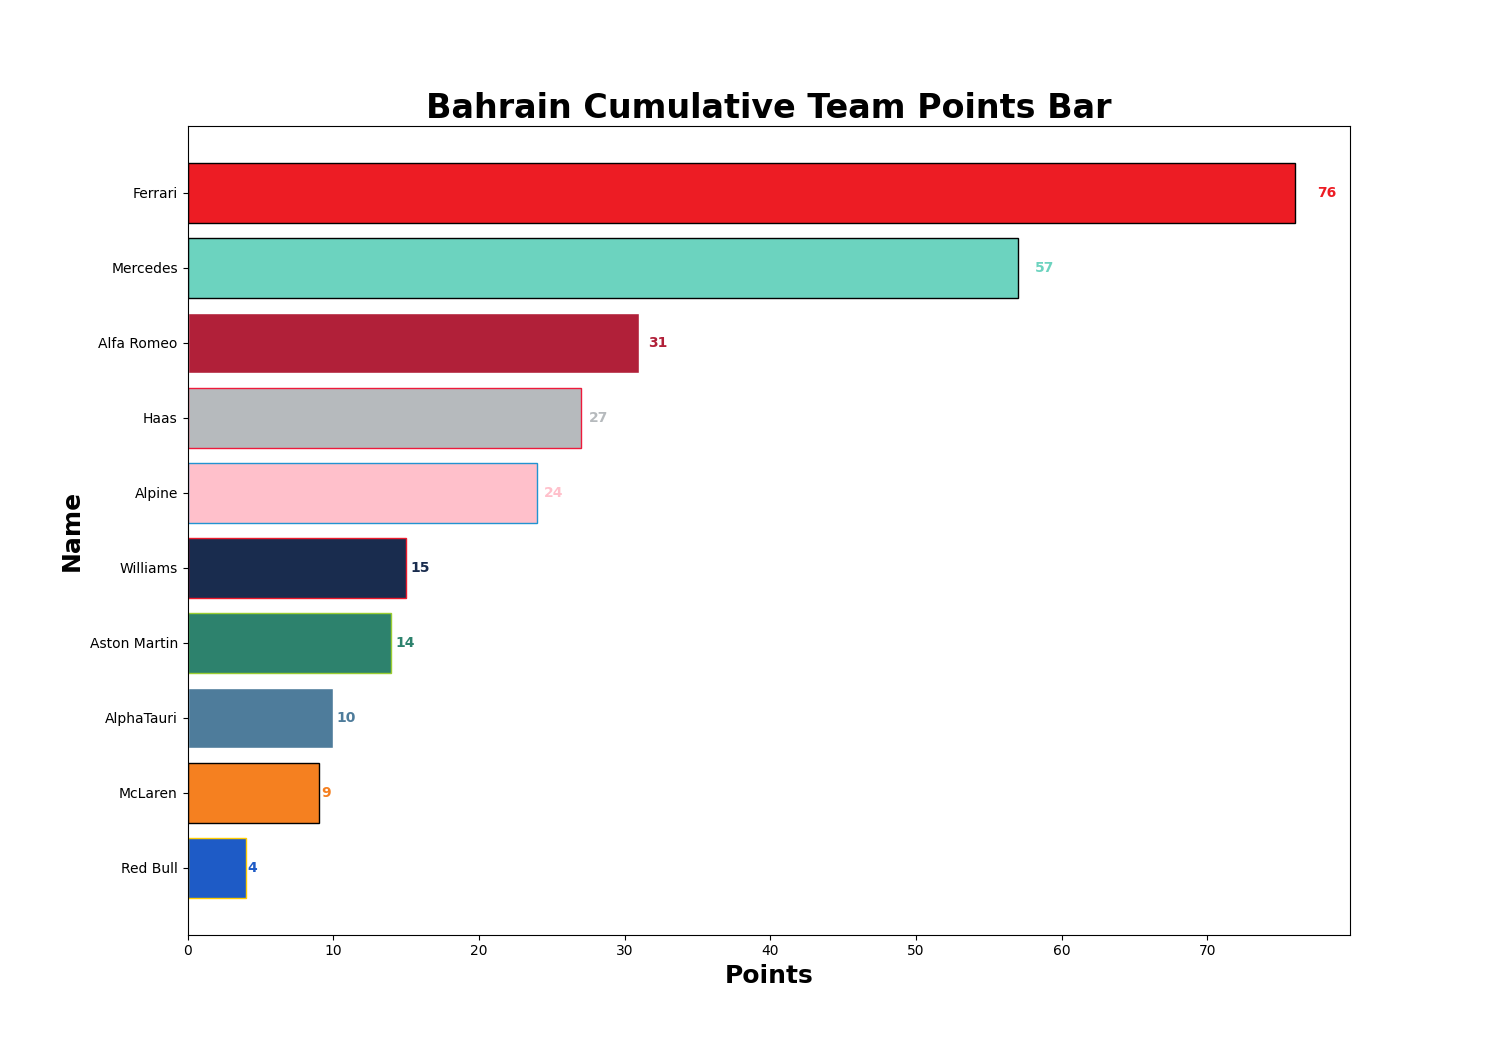 Bahrain Cumulative Team Points Bar
Name
Ferrari 76
Mercedes 57
Alfa Romeo 31
Haas 27
Alpine 24
Williams 15
Aston Martin 14
AlphaTauri 10
McLaren 9
Red Bull 4
0 10 20 30 40 50 60 70
Points